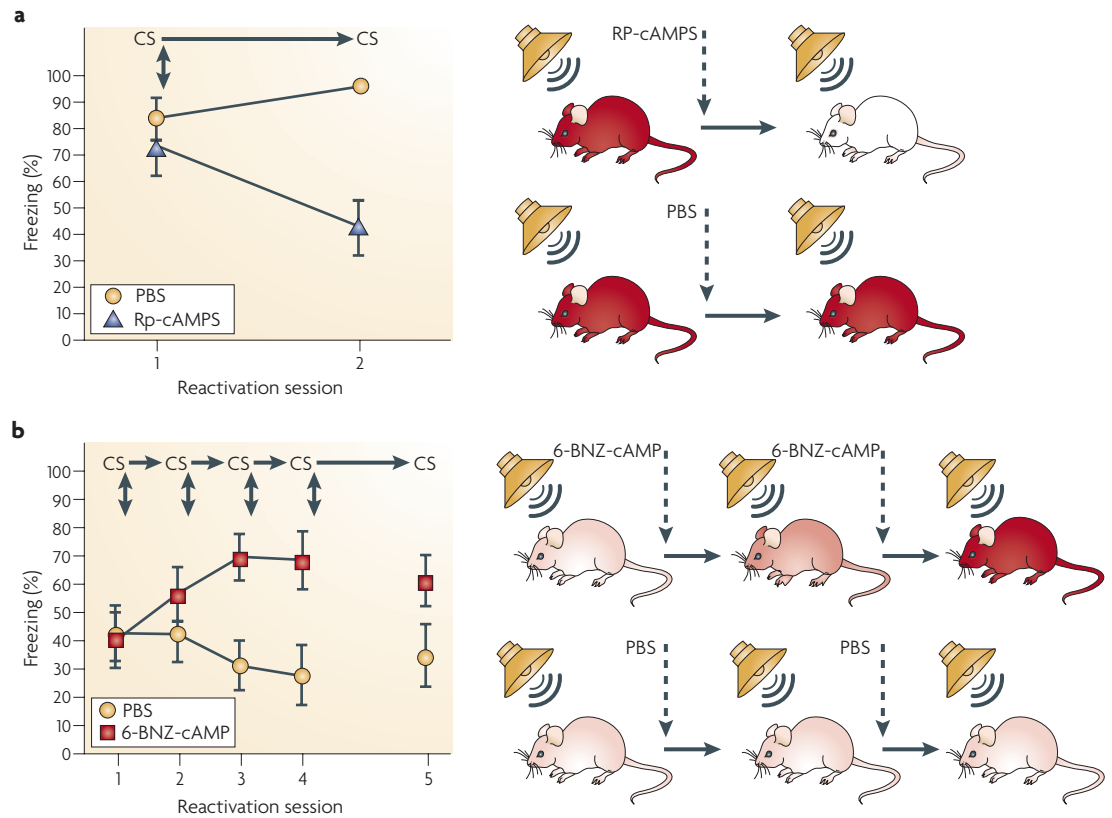 a
CS CS
100
90
80
70
60
50
40
30
20
10
0
Freezing (%)
PBS
Rp-cAMPS
1 2
Reactivation session
RP-cAMPS
PBS
b
CS CS CS CS CS
100
90
80
70
60
50
40
30
20
10
0
Freezing (%)
PBS
6-BNZ-cAMP
1 2 3 4 5
Reactivation session
6-BNZ-cAMP 6-BNZ-cAMP
PBS PBS